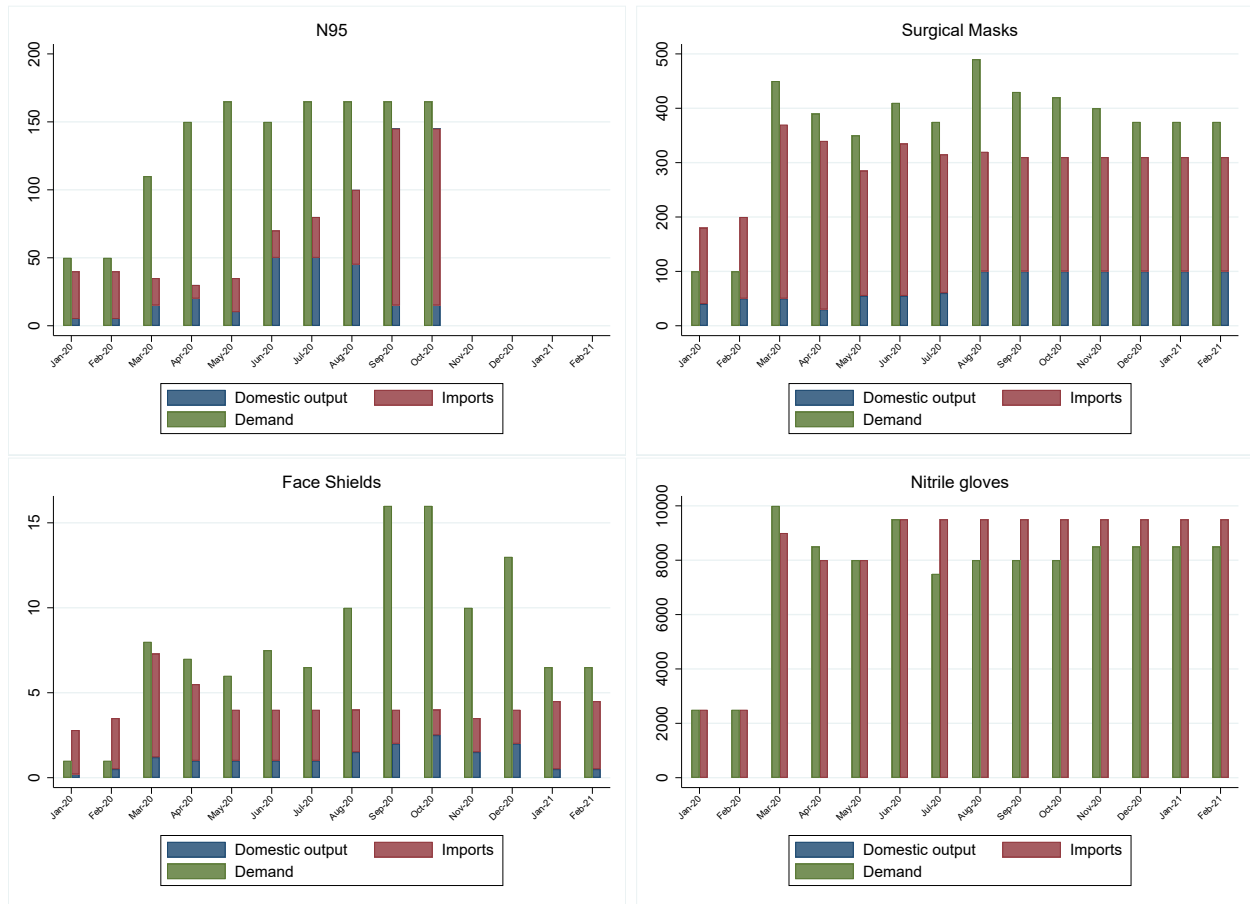 N95
200
150
100
50
0
Jan-20 Feb-20 Mar-20 Apr-20 May-20 Jun-20 Jul-20 Aug-20 Sep-20 Oct-20 Nov-20 Dec-20 Jan-21 Feb-21
Domestic output Imports
Demand
Surgical Masks
500
400
300
200
100
0
Jan-20 Feb-20 Mar-20 Apr-20 May-20 Jun-20 Jul-20 Aug-20 Sep-20 Oct-20 Nov-20 Dec-20 Jan-21 Feb-21
Domestic output Imports
Demand
Face Shields
15
10
5
0
Jan-20 Feb-20 Mar-20 Apr-20 May-20 Jun-20 Jul-20 Aug-20 Sep-20 Oct-20 Nov-20 Dec-20 Jan-21 Feb-21
Domestic output Imports
Demand
Nitrile gloves
10000
8000
6000
4000
2000
0
Jan-20 Feb-20 Mar-20 Apr-20 May-20 Jun-20 Jul-20 Aug-20 Sep-20 Oct-20 Nov-20 Dec-20 Jan-21 Feb-21
Domestic output Imports
Demand